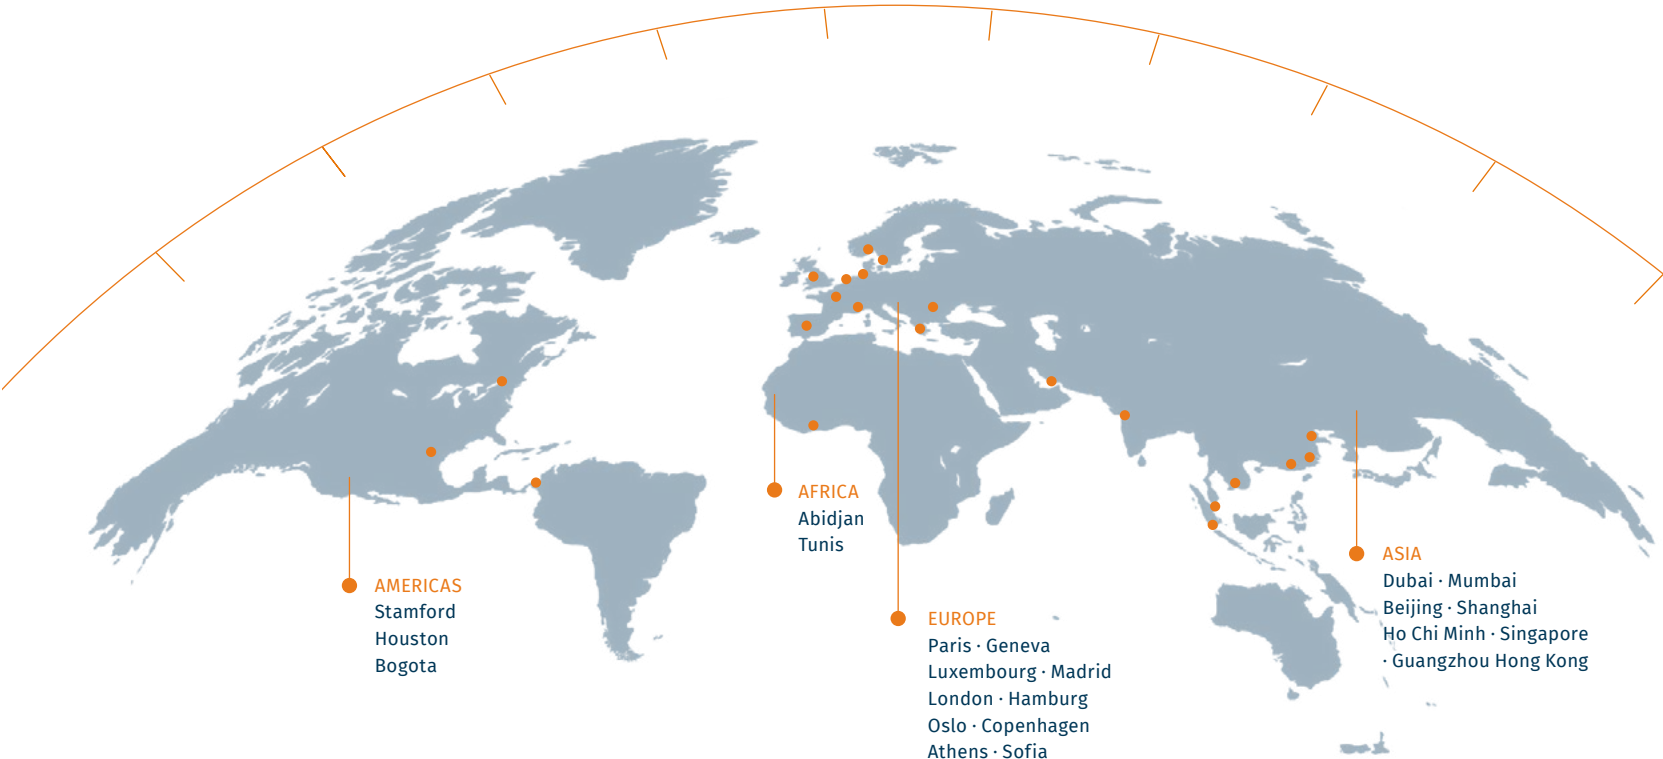 AMERICAS
Stamford
Houston
Bogota
AFRICA
Abidjan
Tunis
EUROPE
Paris · Geneva
Luxembourg · Madrid
London · Hamburg
Oslo · Copenhagen
Athens · Sofia
ASIA
Dubai · Mumbai
Beijing · Shanghai
Ho Chi Minh · Singapore
· Guangzhou Hong Kong